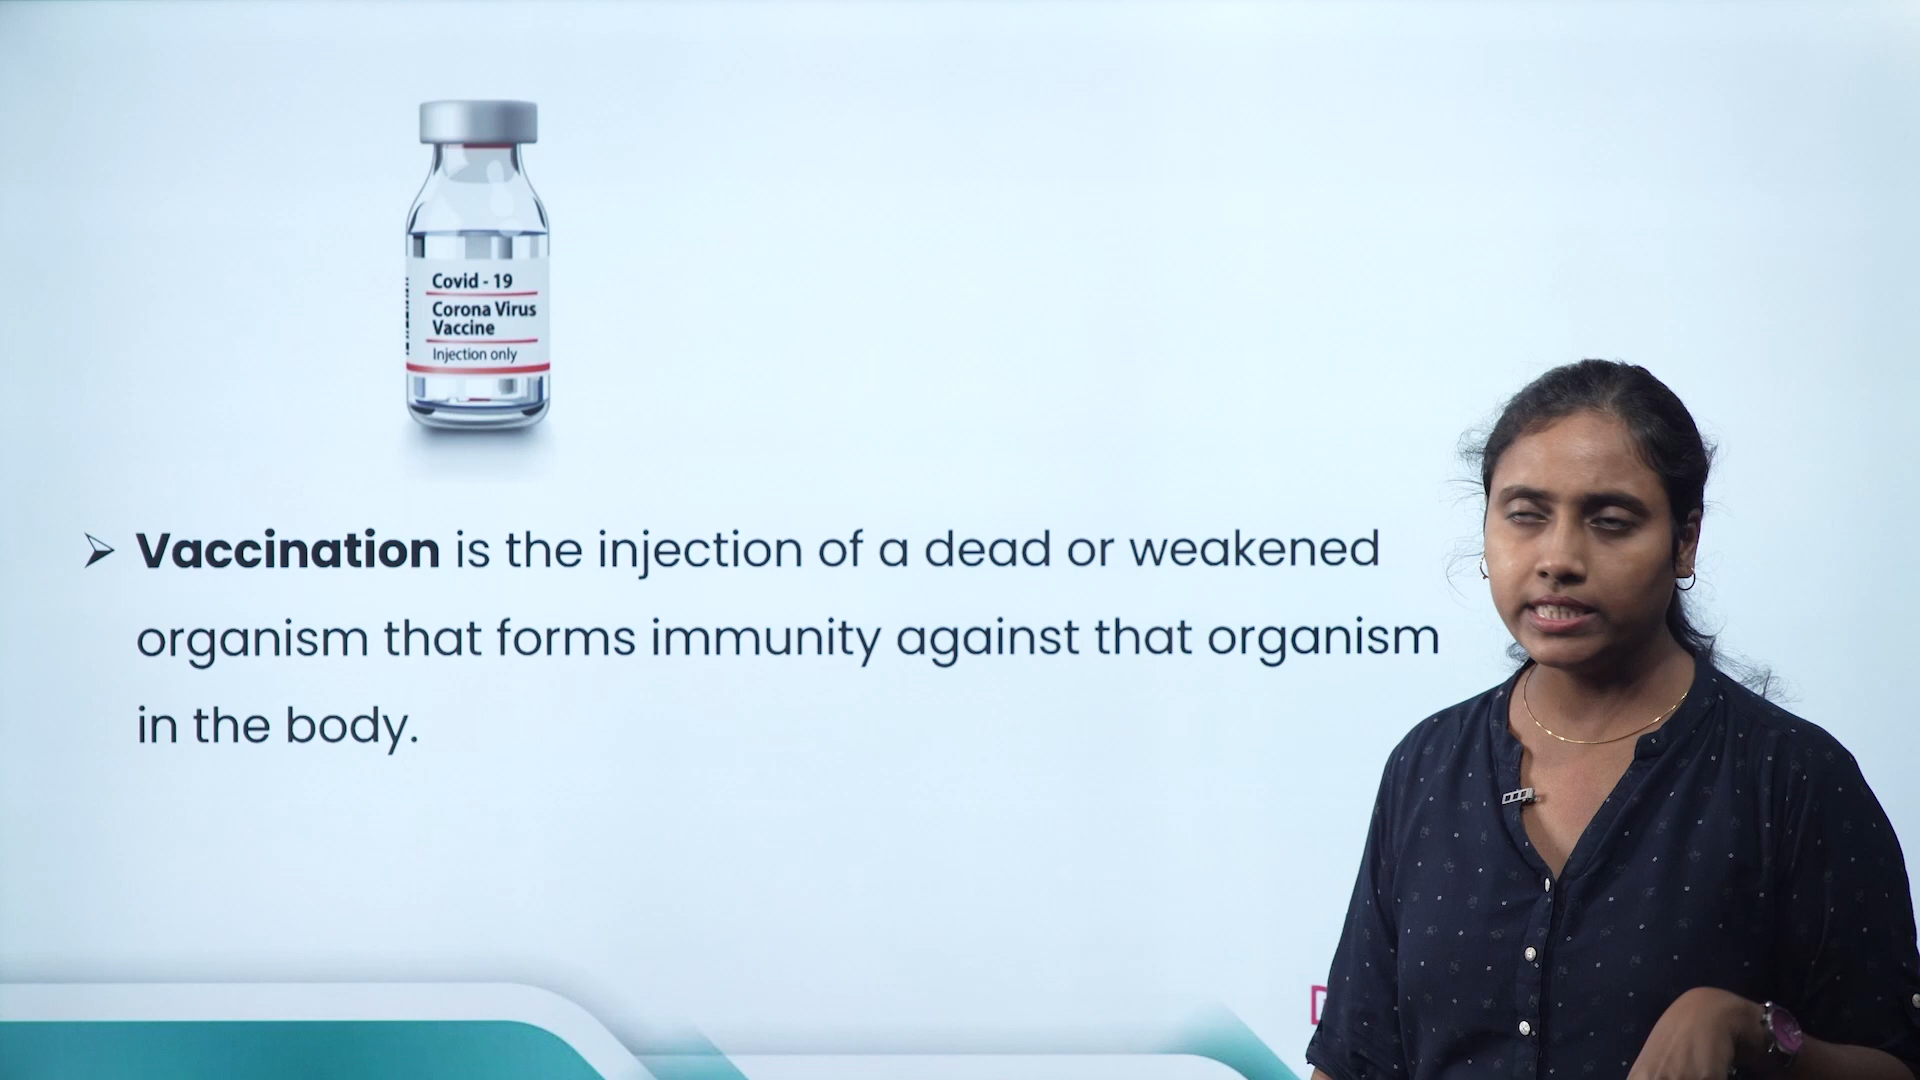 Covid - 19
Corona Virus
Vaccine
Injection only
➢ Vaccination is the injection of a dead or weakened
organism that forms immunity against that organism
in the body.